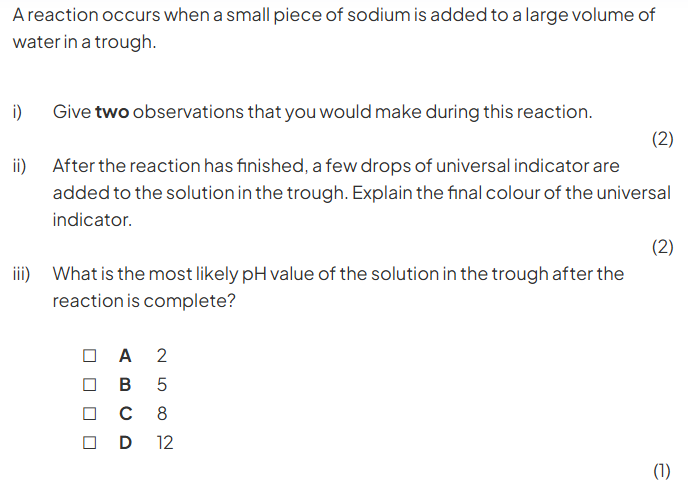 A reaction occurs when a small piece of sodium is added to a large volume of
water in a trough.
i) Give two observations that you would make during this reaction.
(2)
ii) After the reaction has finished, a few drops of universal indicator are
added to the solution in the trough. Explain the final colour of the universal
indicator.
(2)
iii) What is the most likely pH value of the solution in the trough after the
reaction is complete?
☐ A 2
☐ B 5
☐ C 8
☐ D 12
(1)